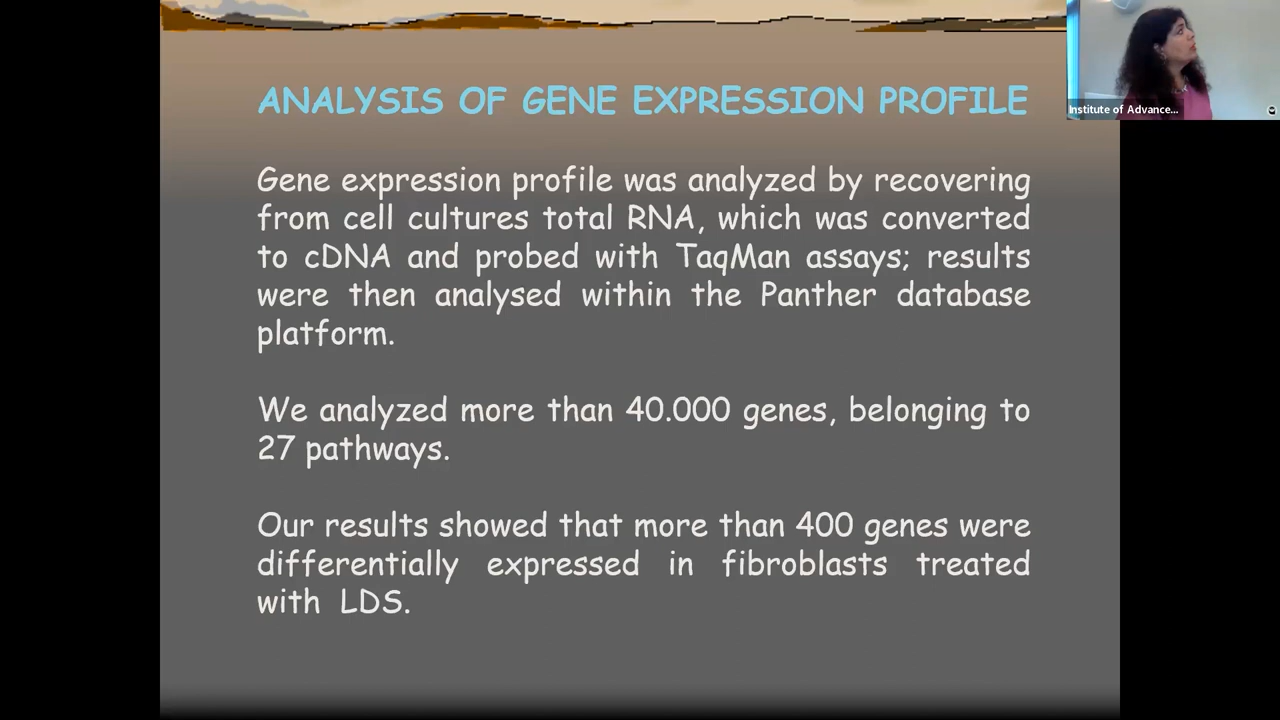 ANALYSIS OF GENE EXPRESSION PROFILE
Gene expression profile was analyzed by recovering
from cell cultures total RNA, which was converted
to cDNA and probed with TaqMan assays; results
were then analysed within the Panther database
platform.
We analyzed more than 40.000 genes, belonging to
27 pathways.
Our results showed that more than 400 genes were
differentially expressed in fibroblasts treated
with LDS.
Institute of Advance...